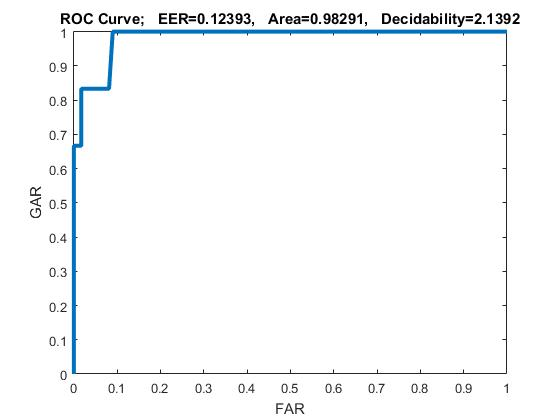 ROC Curve; EER=0.12393, Area=0.98291, Decidability=2.1392
1
0.9
0.8
0.7
0.6
0.5
0.4
0.3
0.2
0.1
0
GAR
0 0.1 0.2 0.3 0.4 0.5 0.6 0.7 0.8 0.9 1
FAR